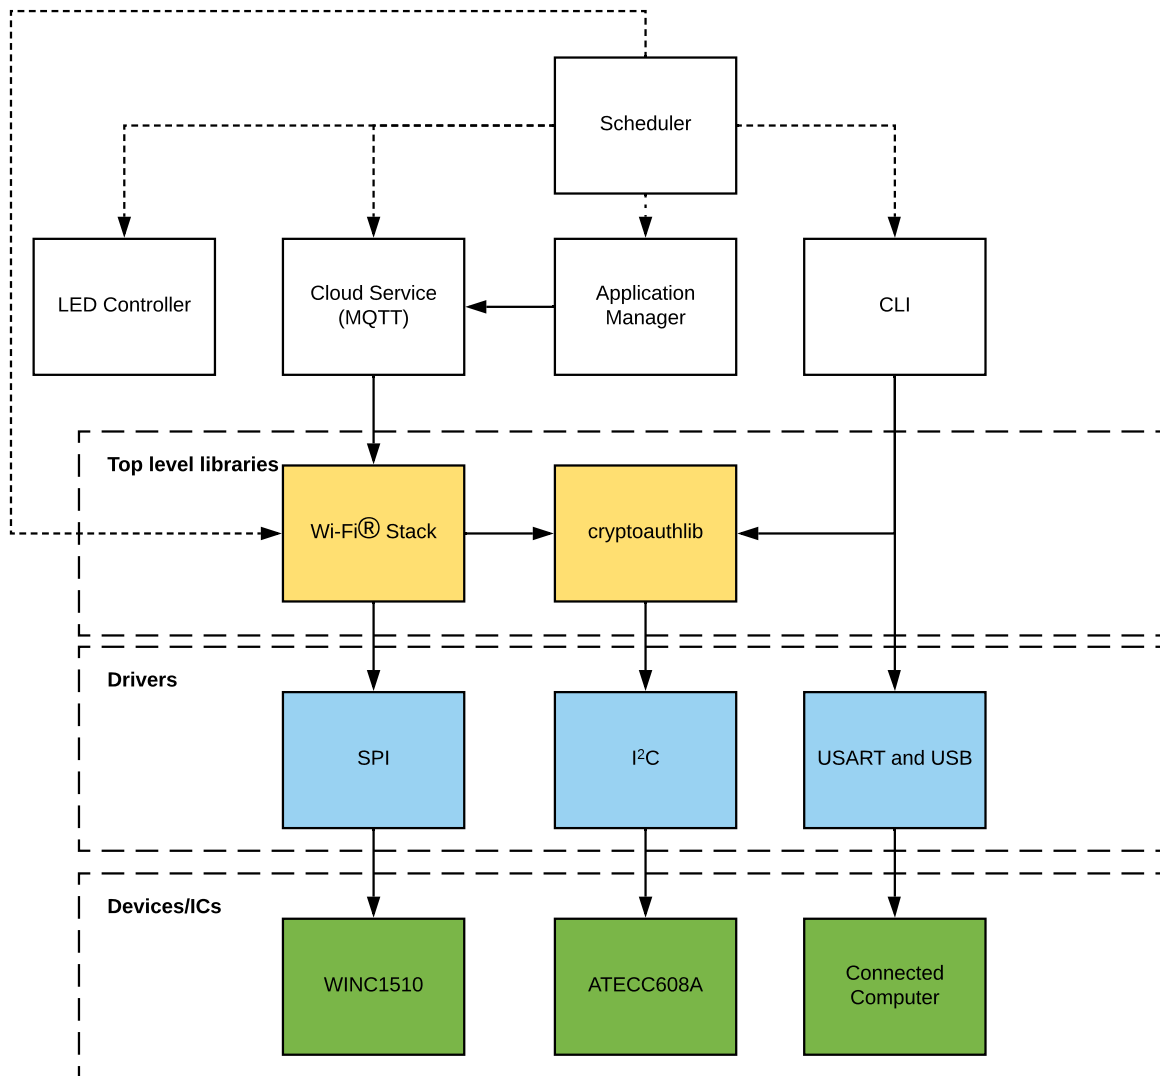 Scheduler
LED Controller
Cloud Service
(MQTT)
Application
Manager
CLI
Top level libraries
Wi-Fi® Stack
cryptoauthlib
Drivers
SPI
I²C
USART and USB
Devices/ICs
WINC1510
ATECC608A
Connected
Computer